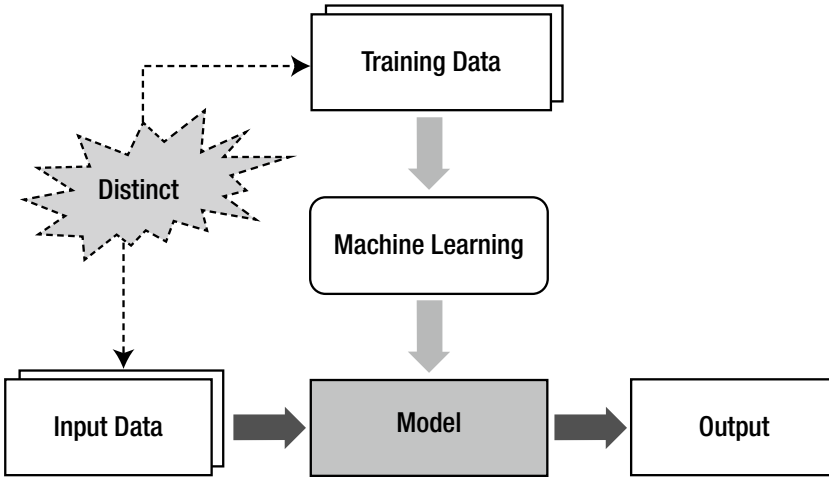 Training Data
Distinct
Machine Learning
Input Data
Model
Output